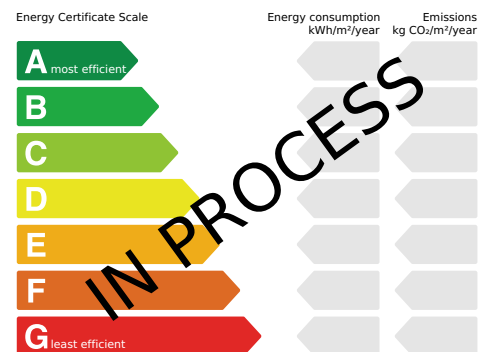 Energy Certificate Scale
Energy consumption
kWh/m²/year
Emissions
kg CO₂/m²/year
A most efficient
B
C
D
E
F
G least efficient
IN PROCESS